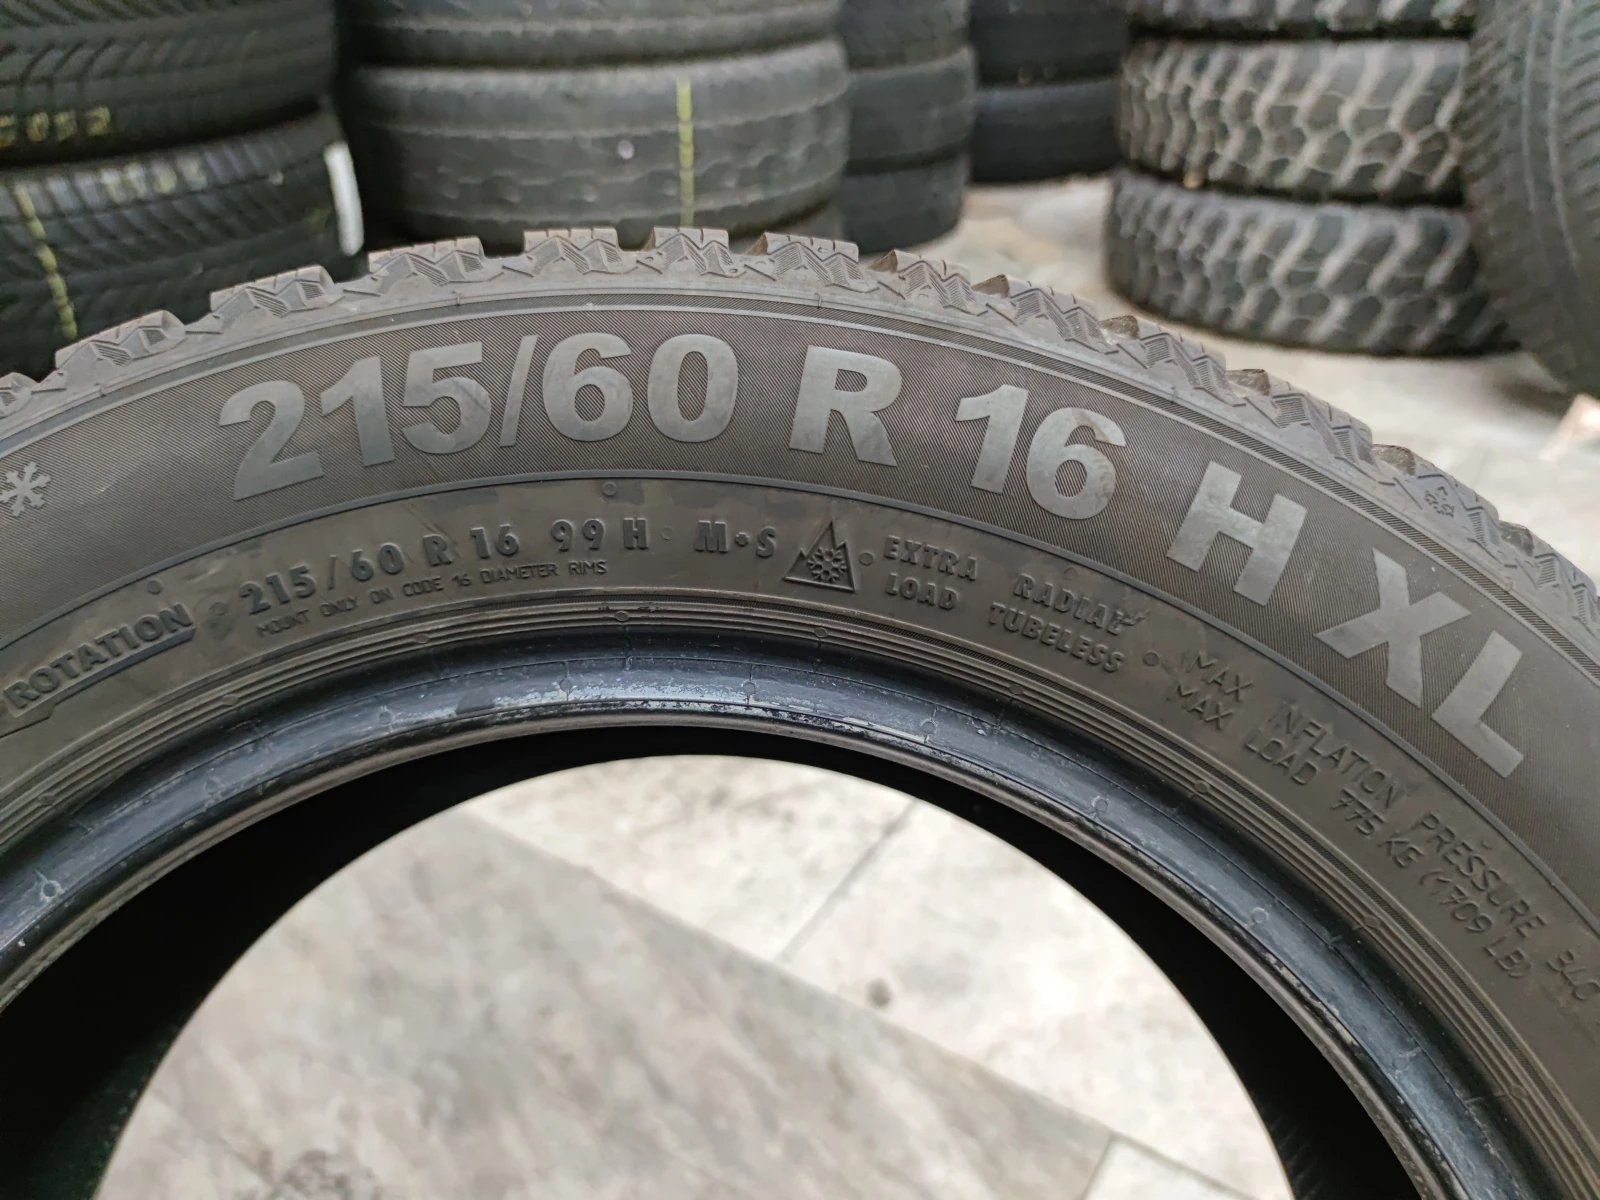 215/60 R 16 H XL
ROTATION
215/60 R 16 99 H M•S
MOUNT ONLY ON CODE 16 DIAMETER RIMS
EXTRA LOAD
RADIAL TUBELESS
MAX INFLATION PRESSURE 340
MAX LOAD 775 KG (1709 LB)